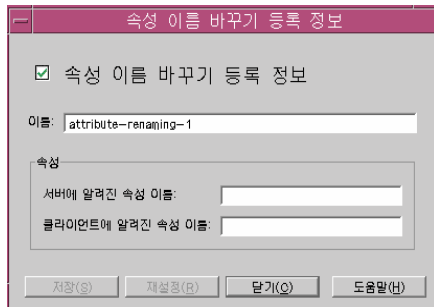 속성 이름 바꾸기 등록 정보
속성 이름 바꾸기 등록 정보
이름: attribute-renaming-1
속성
서버에 알려진 속성 이름:
클라이언트에 알려진 속성 이름:
저장(S) 재설정(R) 닫기(O) 도움말(H)